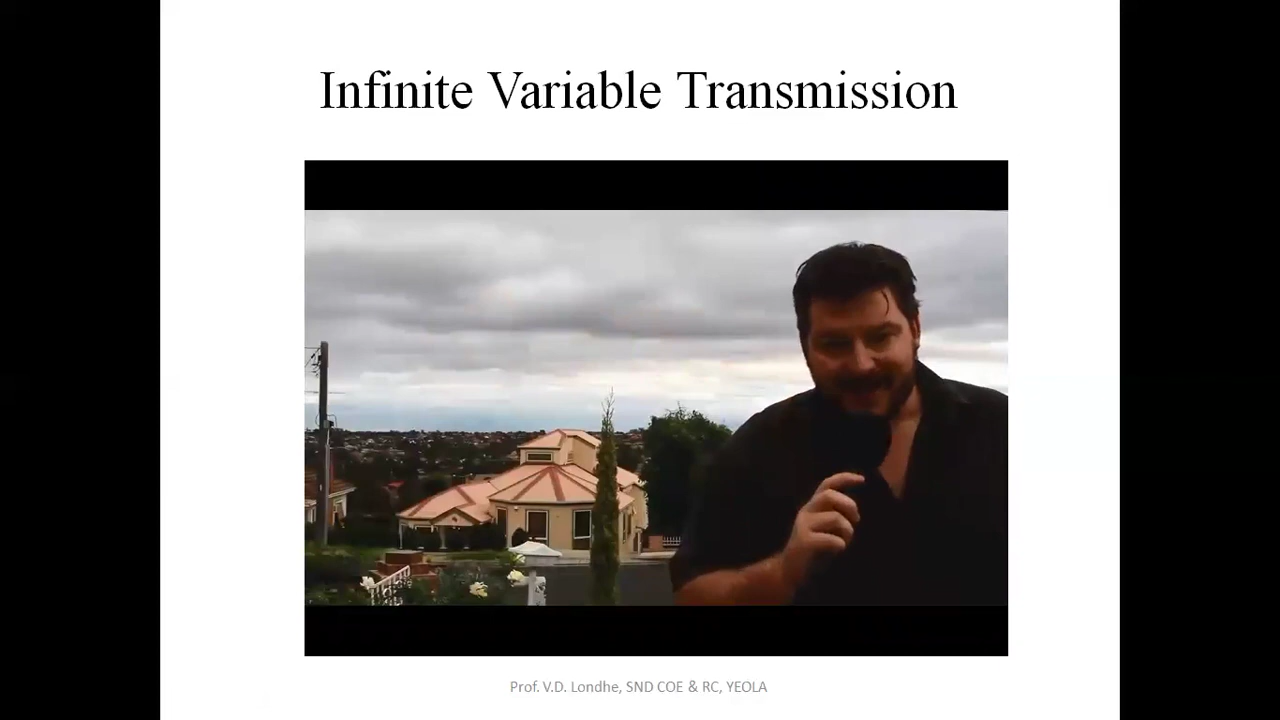 Infinite Variable Transmission
Prof. V.D. Londhe, SND COE & RC, YEOLA